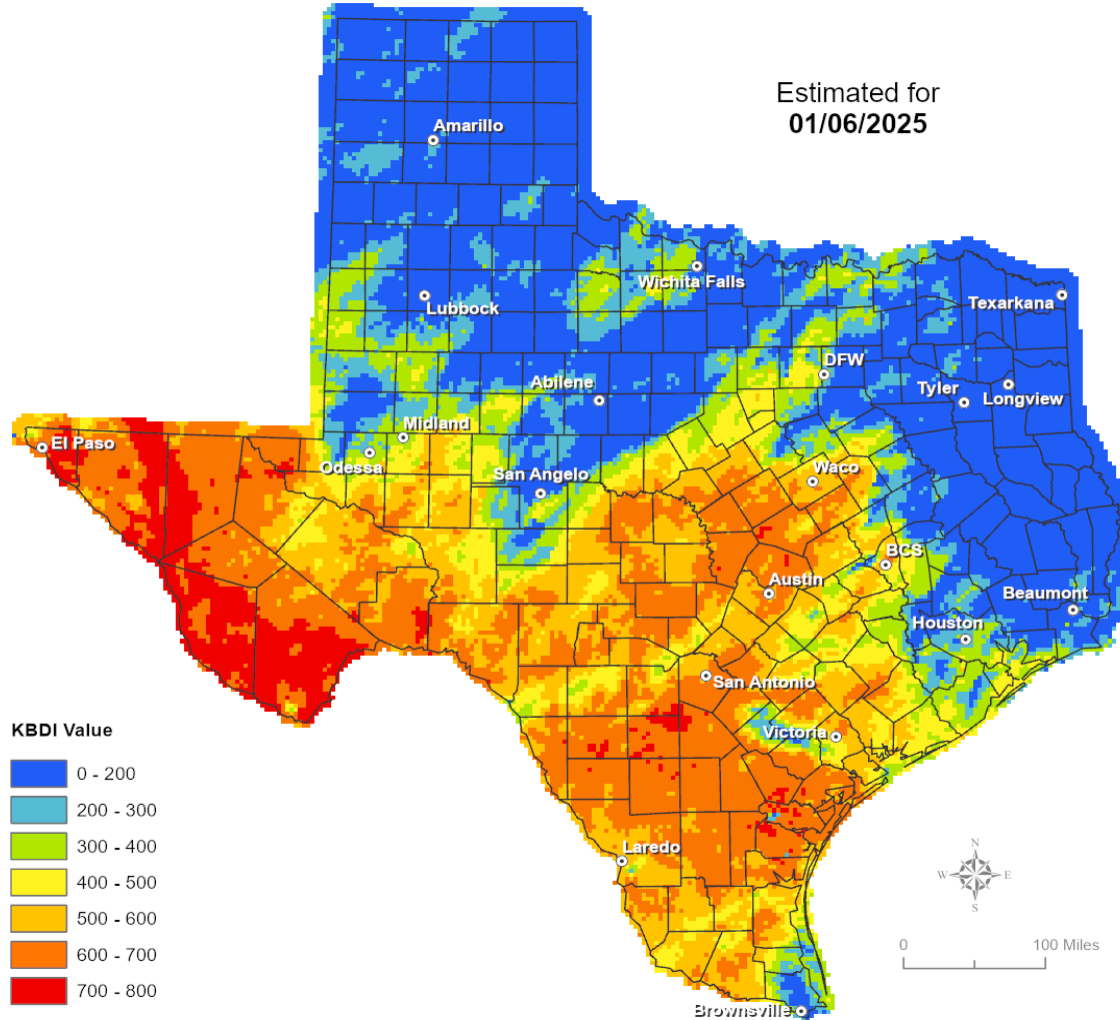 Estimated for
01/06/2025
Amarillo
Wichita Falls
Lubbock
Texarkana
DFW
Abilene
Tyler
Longview
Midland
El Paso
Odessa
San Angelo
Waco
BCS
Austin
Beaumont
Houston
San Antonio
Victoria
Laredo
Brownsville
KBDI Value
0 - 200
200 - 300
300 - 400
400 - 500
500 - 600
600 - 700
700 - 800
N
W E
S
0 100 Miles